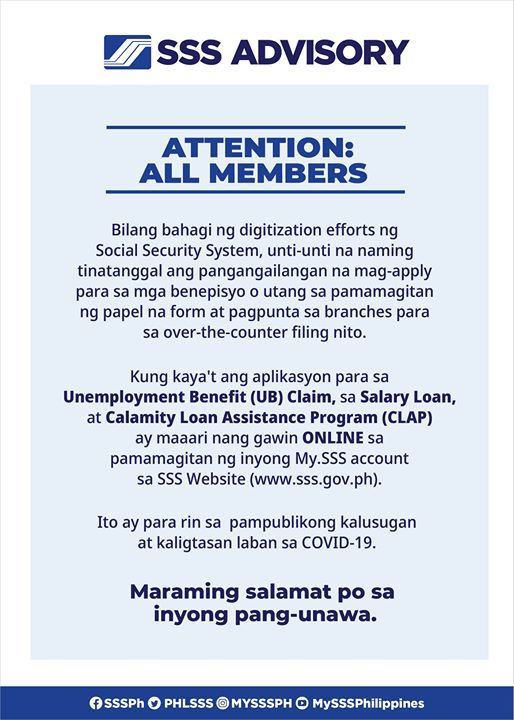 SSS ADVISORY
ATTENTION:
ALL MEMBERS
Bilang bahagi ng digitization efforts ng
Social Security System, unti-unti na naming
tinatanggal ang pangangailangan na mag-apply
para sa mga benepisyo o utang sa pamamagitan
ng papel na form at pagpunta sa branches para
sa over-the-counter filing nito.
Kung kaya't ang aplikasyon para sa
Unemployment Benefit (UB) Claim, sa Salary Loan,
at Calamity Loan Assistance Program (CLAP)
ay maaari nang gawin ONLINE sa
pamamagitan ng inyong My.SSS account
sa SSS Website (www.sss.gov.ph).
Ito ay para rin sa pampublikong kalusugan
at kaligtasan laban sa COVID-19.
Maraming salamat po sa
inyong pang-unawa.
SSSPh PHLSSS MYSSSPH MySSSPhilippines